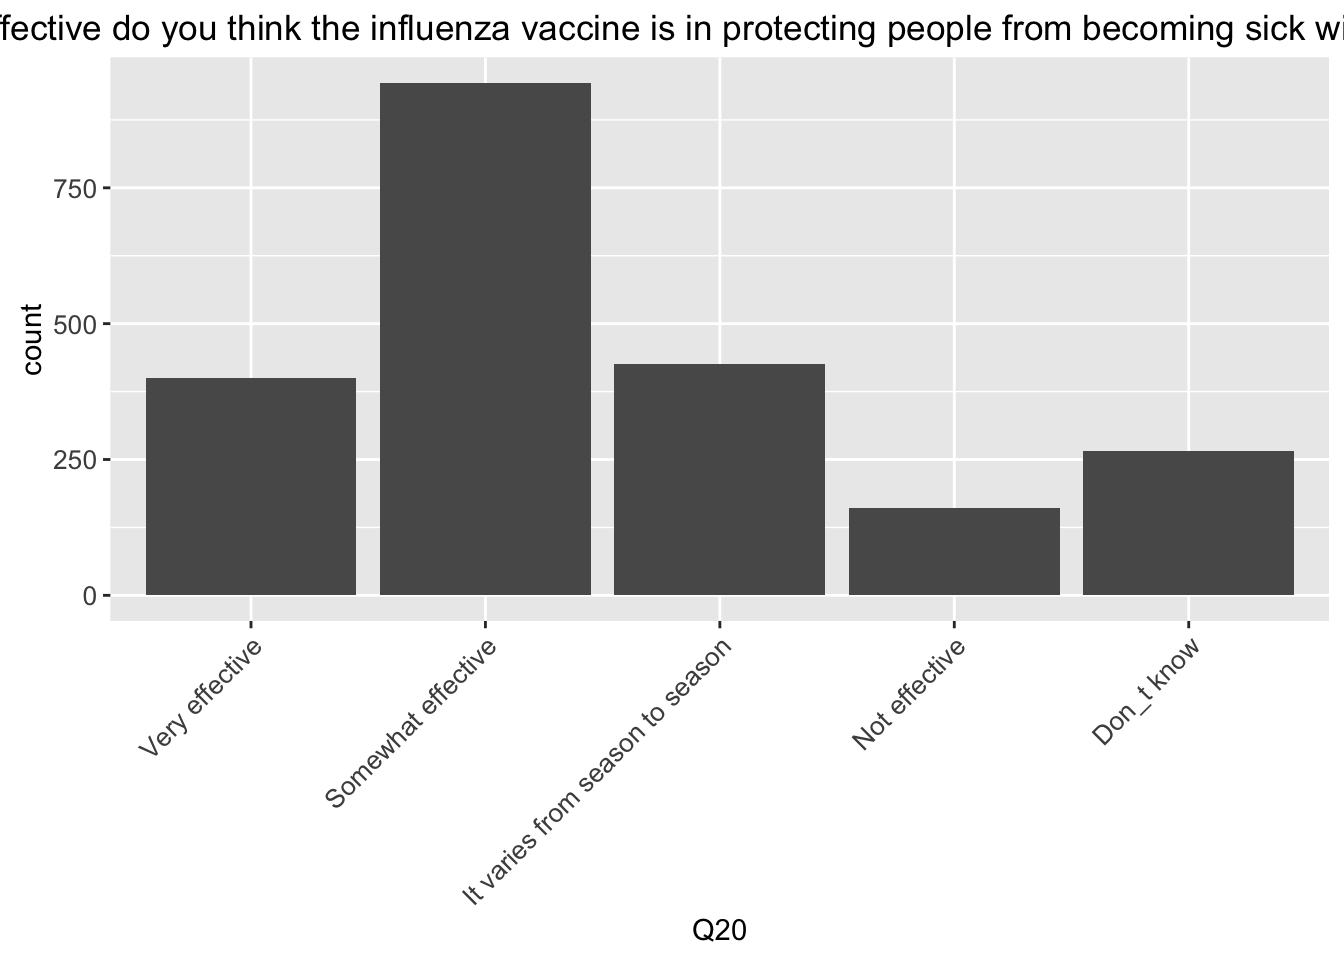 ffective do you think the influenza vaccine is in protecting people from becoming sick wi
count
750
500
250
0
Very effective
Somewhat effective
It varies from season to season
Not effective
Don_t know
Q20